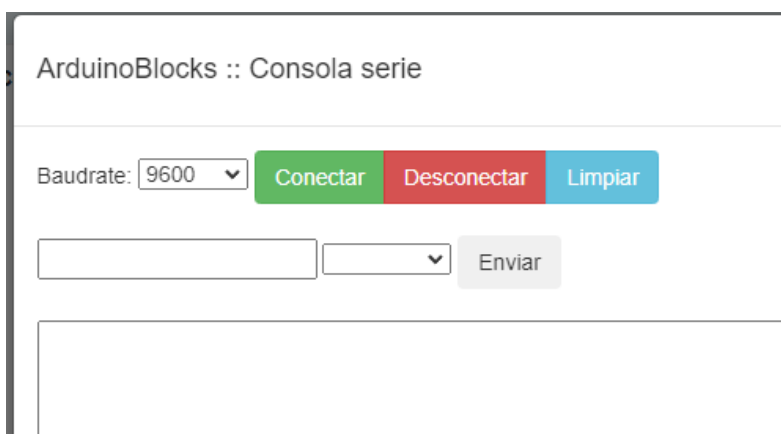 ArduinoBlocks :: Consola serie
Baudrate: 9600 Conectar Desconectar Limpiar
Enviar